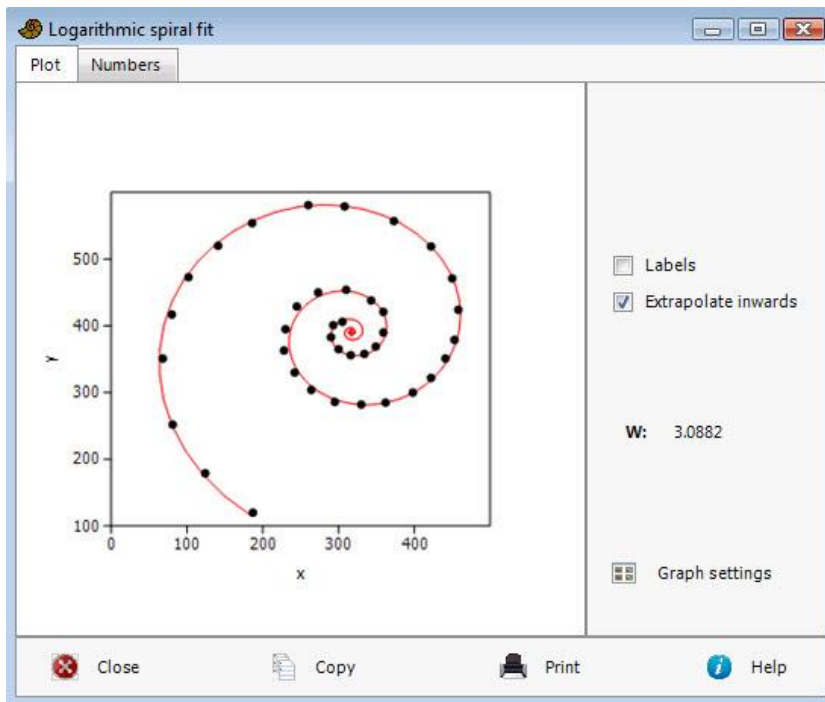 Logarithmic spiral fit
Plot Numbers
500
400
300
200
100
0 100 200 300 400
y
x
Labels
Extrapolate inwards
W: 3.0882
Graph settings
Close Copy Print Help